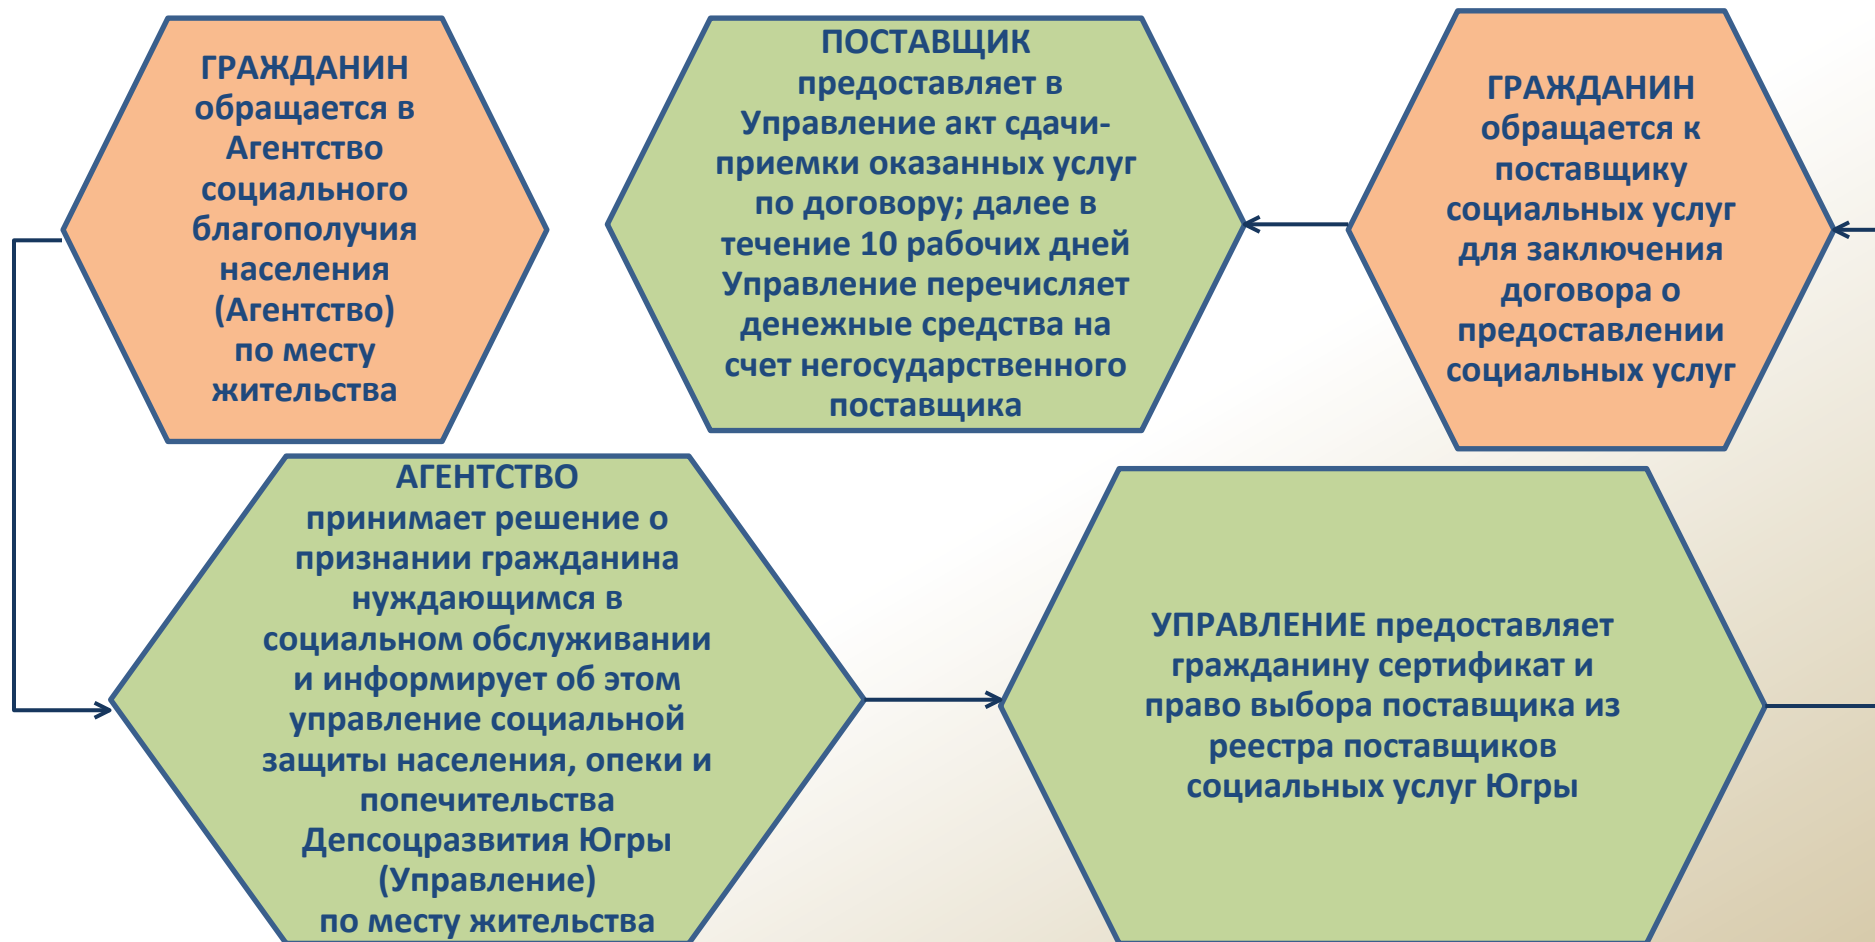 ГРАЖДАНИН
обращается в
Агентство
социального
благополучия
населения
(Агентство)
по месту
жительства
ПОСТАВЩИК
предоставляет в
Управление акт сдачи-
приемки оказанных услуг
по договору; далее в
течение 10 рабочих дней
Управление перечисляет
денежные средства на
счет негосударственного
поставщика
ГРАЖДАНИН
обращается к
поставщику
социальных услуг
для заключения
договора о
предоставлении
социальных услуг
АГЕНТСТВО
принимает решение о
признании гражданина
нуждающимся в
социальном обслуживании
и информирует об этом
управление социальной
защиты населения, опеки и
попечительства
Депсоцразвития Югры
(Управление)
по месту жительства
УПРАВЛЕНИЕ предоставляет
гражданину сертификат и
право выбора поставщика из
реестра поставщиков
социальных услуг Югры